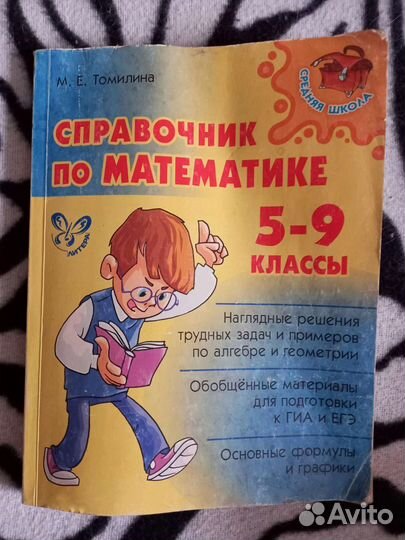 М. Е. Томилина
СРЕДНЯЯ ШКОЛА
СПРАВОЧНИК
ПО МАТЕМАТИКЕ
5-9
КЛАССЫ
ЛИТЕРА
Наглядные решения
трудных задач и примеров
по алгебре и геометрии
Обобщённые материалы
для подготовки
к ГИА и ЕГЭ
Основные формулы
и графики
Avito